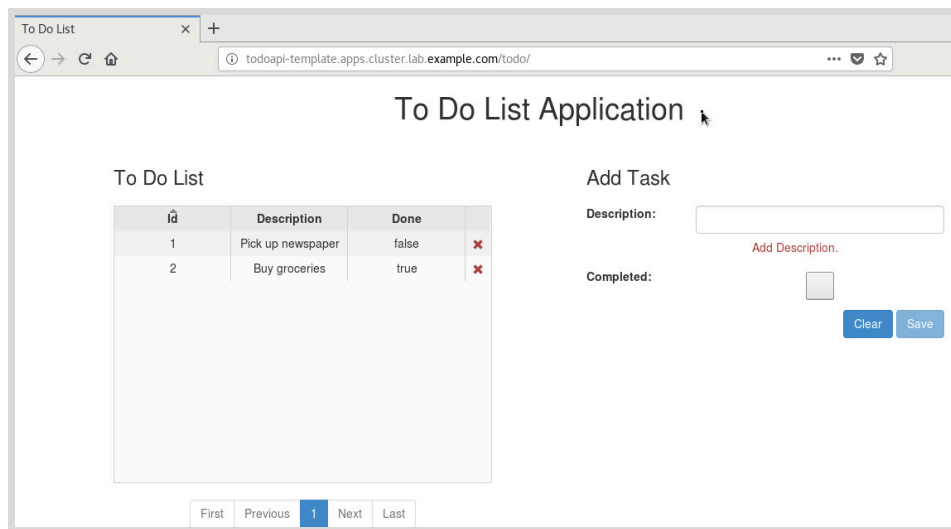 To Do List
todoapi-template.apps.cluster.lab.example.com/todo/
To Do List Application
To Do List
Id Description Done
1 Pick up newspaper false
2 Buy groceries true
First Previous 1 Next Last
Add Task
Description:
Add Description.
Completed:
Clear Save